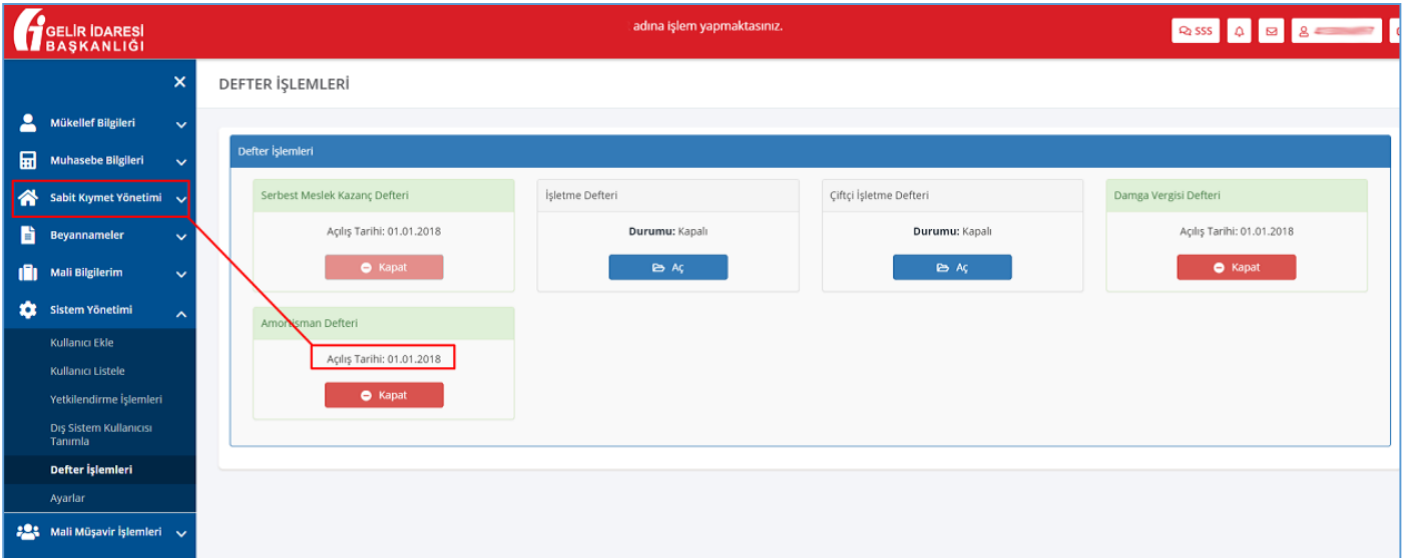 GELİR İDARESİ
BAŞKANLIĞI
adına işlem yapmaktasınız.
SSS
DEFTER İŞLEMLERİ
Mükellef Bilgileri
Muhasebe Bilgileri
Sabit Kıymet Yönetimi
Beyannameler
Mali Bilgilerim
Sistem Yönetimi
Kullanıcı Ekle
Kullanıcı Listele
Yetkilendirme İşlemleri
Dış Sistem Kullanıcısı
Tanımla
Defter İşlemleri
Ayarlar
Mali Müşavir İşlemleri
Defter İşlemleri
Serbest Meslek Kazanç Defteri
Açılış Tarihi: 01.01.2018
Kapat
İşletme Defteri
Durumu: Kapalı
Aç
Çiftçi İşletme Defteri
Durumu: Kapalı
Aç
Damga Vergisi Defteri
Açılış Tarihi: 01.01.2018
Kapat
Amortisman Defteri
Açılış Tarihi: 01.01.2018
Kapat